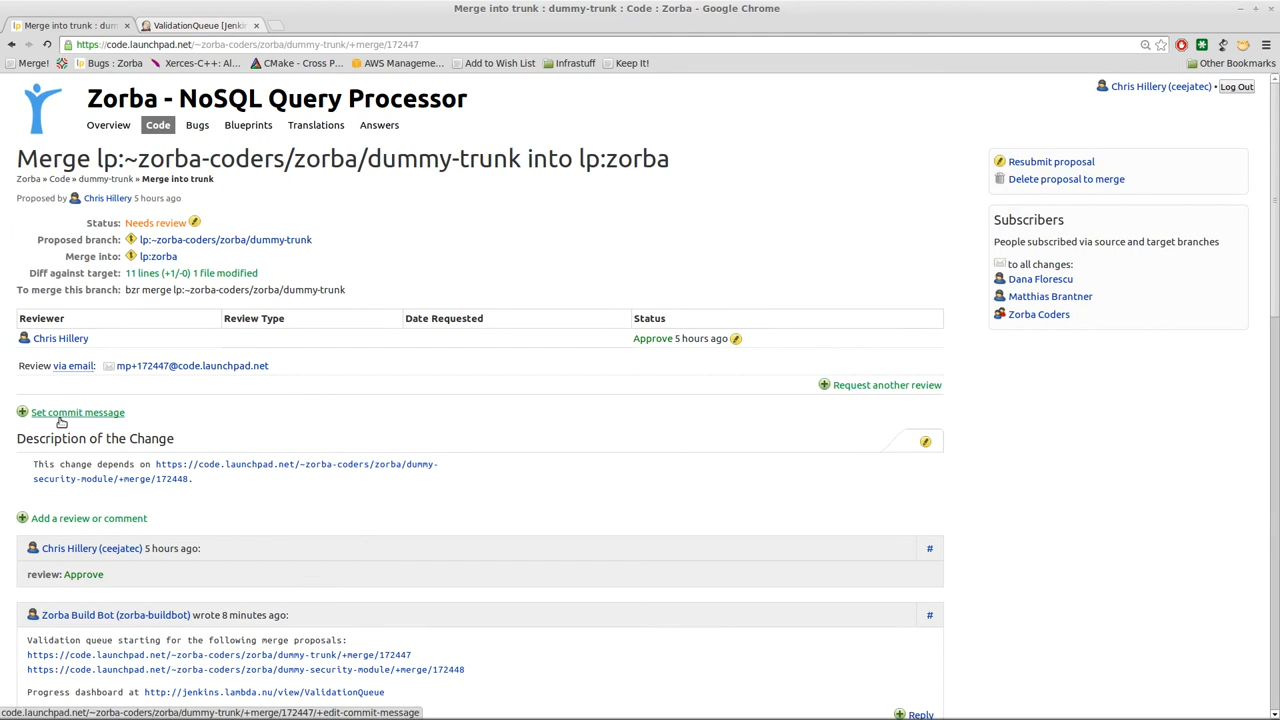 Merge into trunk : dummy-trunk : Code : Zorba - Google Chrome
lp Merge into trunk : dum × ValidationQueue [Jenki ×
https://code.launchpad.net/~zorba-coders/zorba/dummy-trunk/+merge/172447
Merge! lp Bugs : Zorba Xerces-C++: Al... CMake - Cross P... AWS Manageme... Add to Wish List Infrastuff Keep It! Other Bookmarks
Chris Hillery (ceejatec) • Log Out
Zorba - NoSQL Query Processor
Overview Code Bugs Blueprints Translations Answers
Merge lp:~zorba-coders/zorba/dummy-trunk into lp:zorba
Zorba » Code » dummy-trunk » Merge into trunk
Proposed by Chris Hillery 5 hours ago
Resubmit proposal
Delete proposal to merge
Status: Needs review
Proposed branch: lp:~zorba-coders/zorba/dummy-trunk
Merge into: lp:zorba
Diff against target: 11 lines (+1/-0) 1 file modified
To merge this branch: bzr merge lp:~zorba-coders/zorba/dummy-trunk
Subscribers
People subscribed via source and target branches
to all changes:
Dana Florescu
Matthias Brantner
Zorba Coders
Reviewer Review Type Date Requested Status
Chris Hillery Approve 5 hours ago
Review via email: mp+172447@code.launchpad.net
Request another review
Set commit message
Description of the Change
This change depends on https://code.launchpad.net/~zorba-coders/zorba/dummy-
security-module/+merge/172448.
Add a review or comment
Chris Hillery (ceejatec) 5 hours ago: #
review: Approve
Zorba Build Bot (zorba-buildbot) wrote 8 minutes ago: #
Validation queue starting for the following merge proposals:
https://code.launchpad.net/~zorba-coders/zorba/dummy-trunk/+merge/172447
https://code.launchpad.net/~zorba-coders/zorba/dummy-security-module/+merge/172448
Progress dashboard at http://jenkins.lambda.nu/view/ValidationQueue
code.launchpad.net/~zorba-coders/zorba/dummy-trunk/+merge/172447/+edit-commit-message
Reply